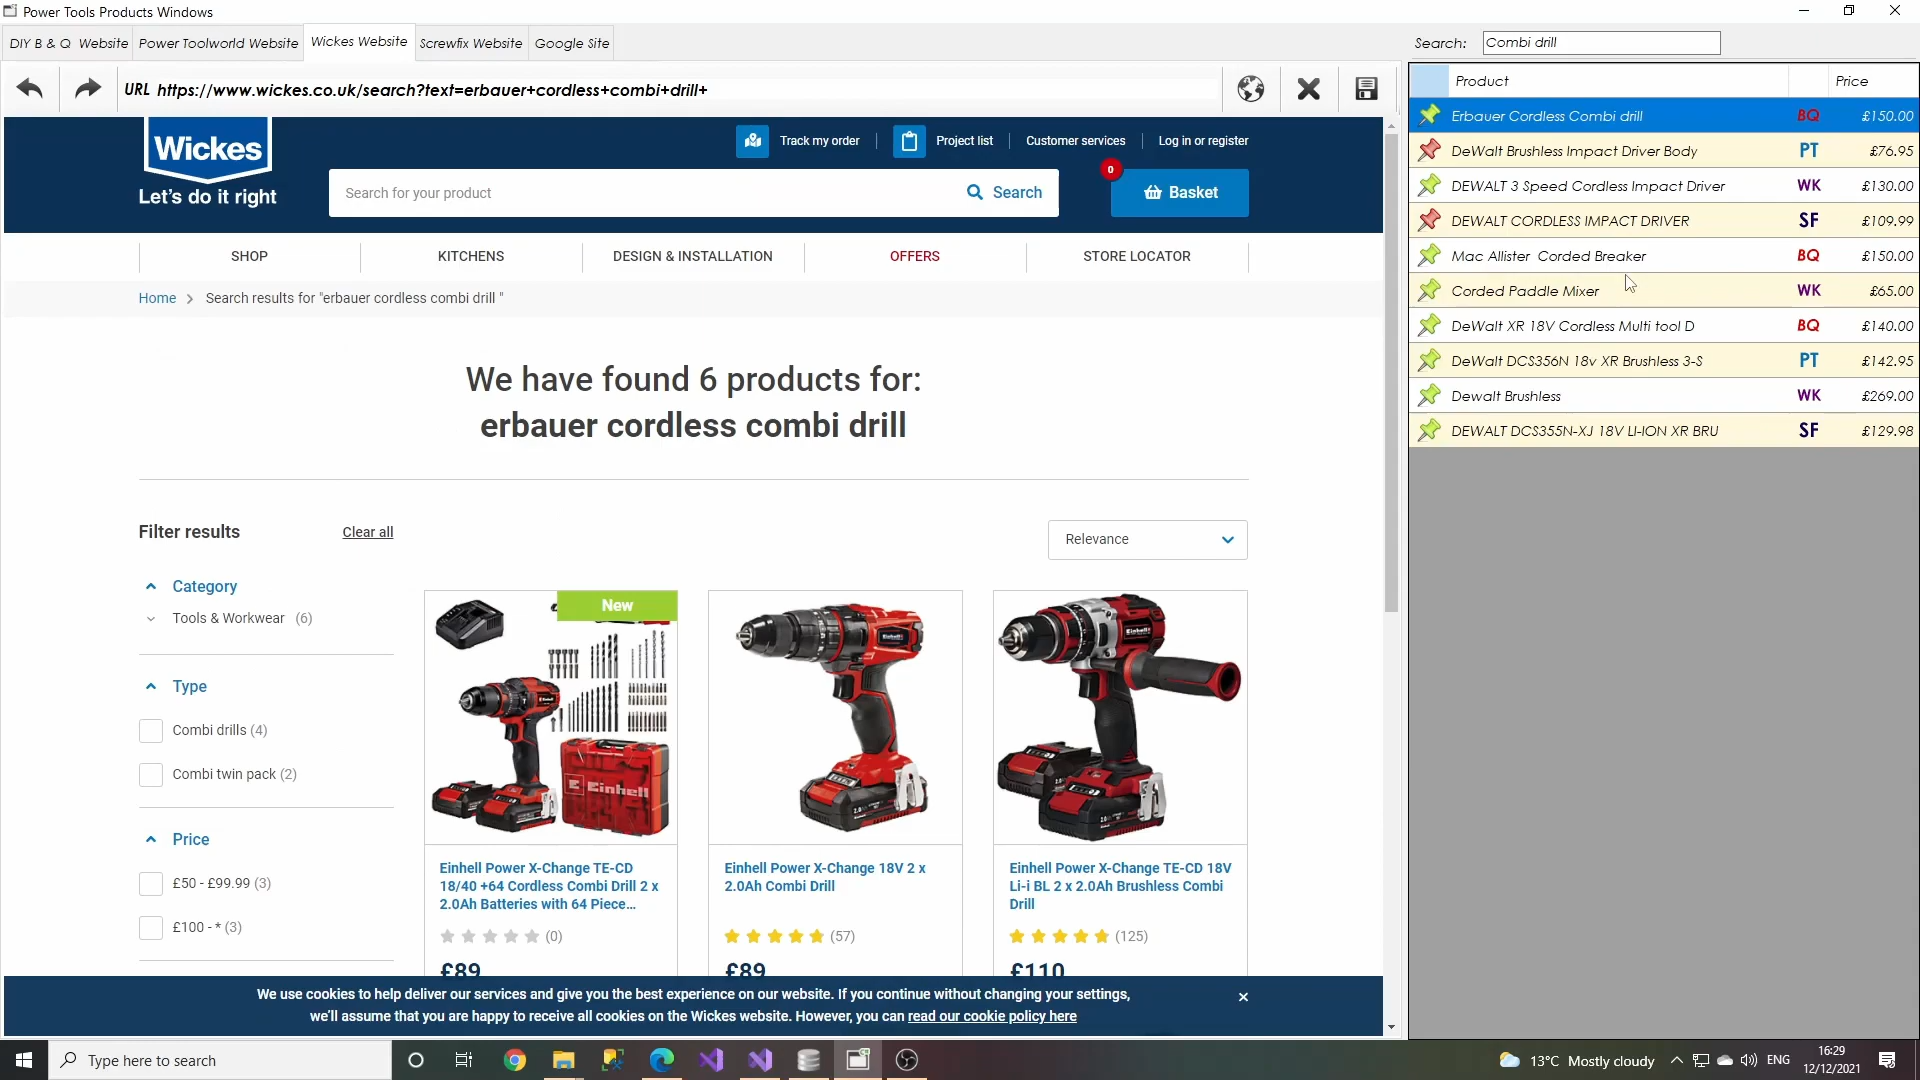 Power Tools Products Windows
DIY B & Q Website
Power Toolworld Website
Wickes Website
Screwfix Website
Google Site
Search:
Combi drill
URL https://www.wickes.co.uk/search?text=erbauer+cordless+combi+drill+
Product
Price
Erbauer Cordless Combi drill BQ £150.00
DeWalt Brushless Impact Driver Body PT £76.95
DEWALT 3 Speed Cordless Impact Driver WK £130.00
DEWALT CORDLESS IMPACT DRIVER SF £109.99
Mac Allister Corded Breaker BQ £150.00
Corded Paddle Mixer WK £65.00
DeWalt XR 18V Cordless Multi tool D BQ £140.00
DeWalt DCS356N 18v XR Brushless 3-S PT £142.95
Dewalt Brushless WK £269.00
DEWALT DCS355N-XJ 18V LI-ION XR BRU SF £129.98
Wickes
Let's do it right
Track my order
Project list
Customer services
Log in or register
Search for your product
Search
0
Basket
SHOP
KITCHENS
DESIGN & INSTALLATION
OFFERS
STORE LOCATOR
Home
Search results for "erbauer cordless combi drill "
We have found 6 products for:
erbauer cordless combi drill
Filter results
Clear all
Relevance
Category
Tools & Workwear (6)
Type
Combi drills (4)
Combi twin pack (2)
Price
£50 - £99.99 (3)
£100 - * (3)
New
Einhell
Einhell
Einhell
Einhell Power X-Change TE-CD
18/40 +64 Cordless Combi Drill 2 x
2.0Ah Batteries with 64 Piece...
(0)
£89
Einhell Power X-Change 18V 2 x
2.0Ah Combi Drill
(57)
£89
Einhell Power X-Change TE-CD 18V
Li-i BL 2 x 2.0Ah Brushless Combi
Drill
(125)
£110
We use cookies to help deliver our services and give you the best experience on our website. If you continue without changing your settings,
we'll assume that you are happy to receive all cookies on the Wickes website. However, you can read our cookie policy here
Type here to search
13°C Mostly cloudy
ENG
16:29
12/12/2021